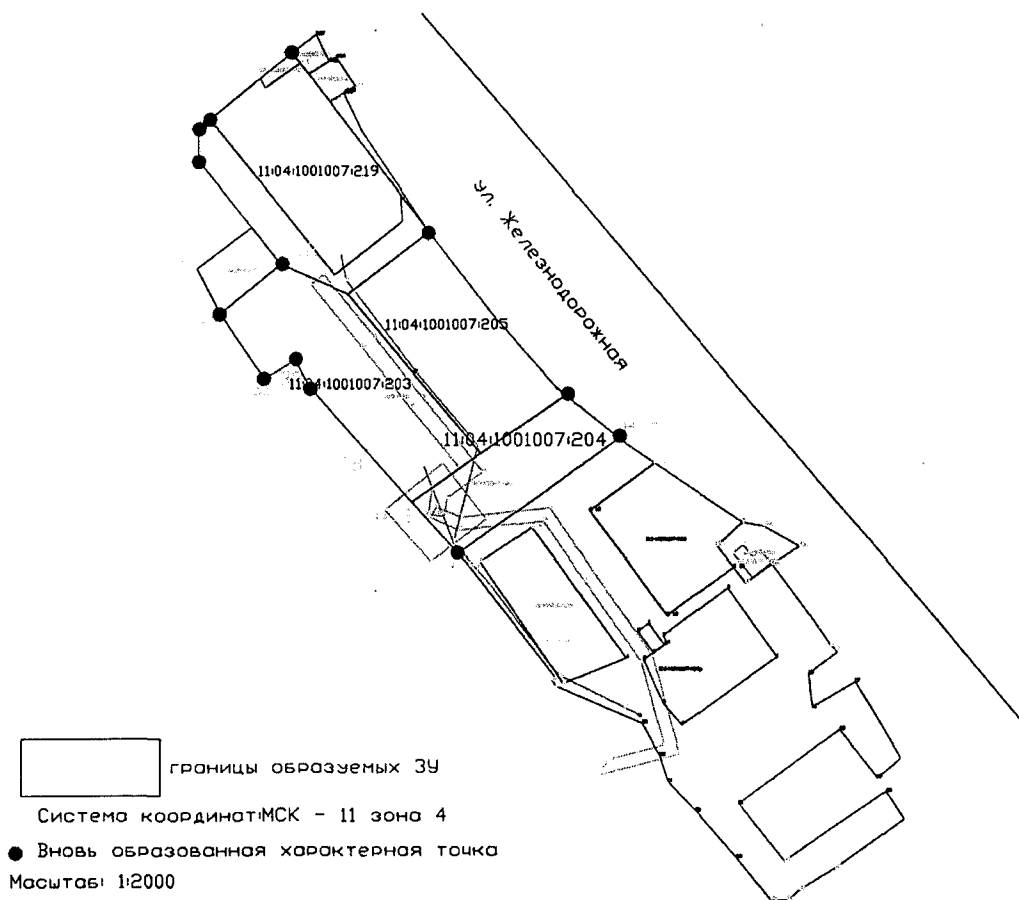 11:04:1001007:219
ул. Железнодорожная
11:04:1001007:205
11:04:1001007:203
11:04:1001007:204
границы образуемых ЗУ
Система координат:МСК - 11 зона 4
Вновь образованная характерная точка
Масштаб: 1:2000